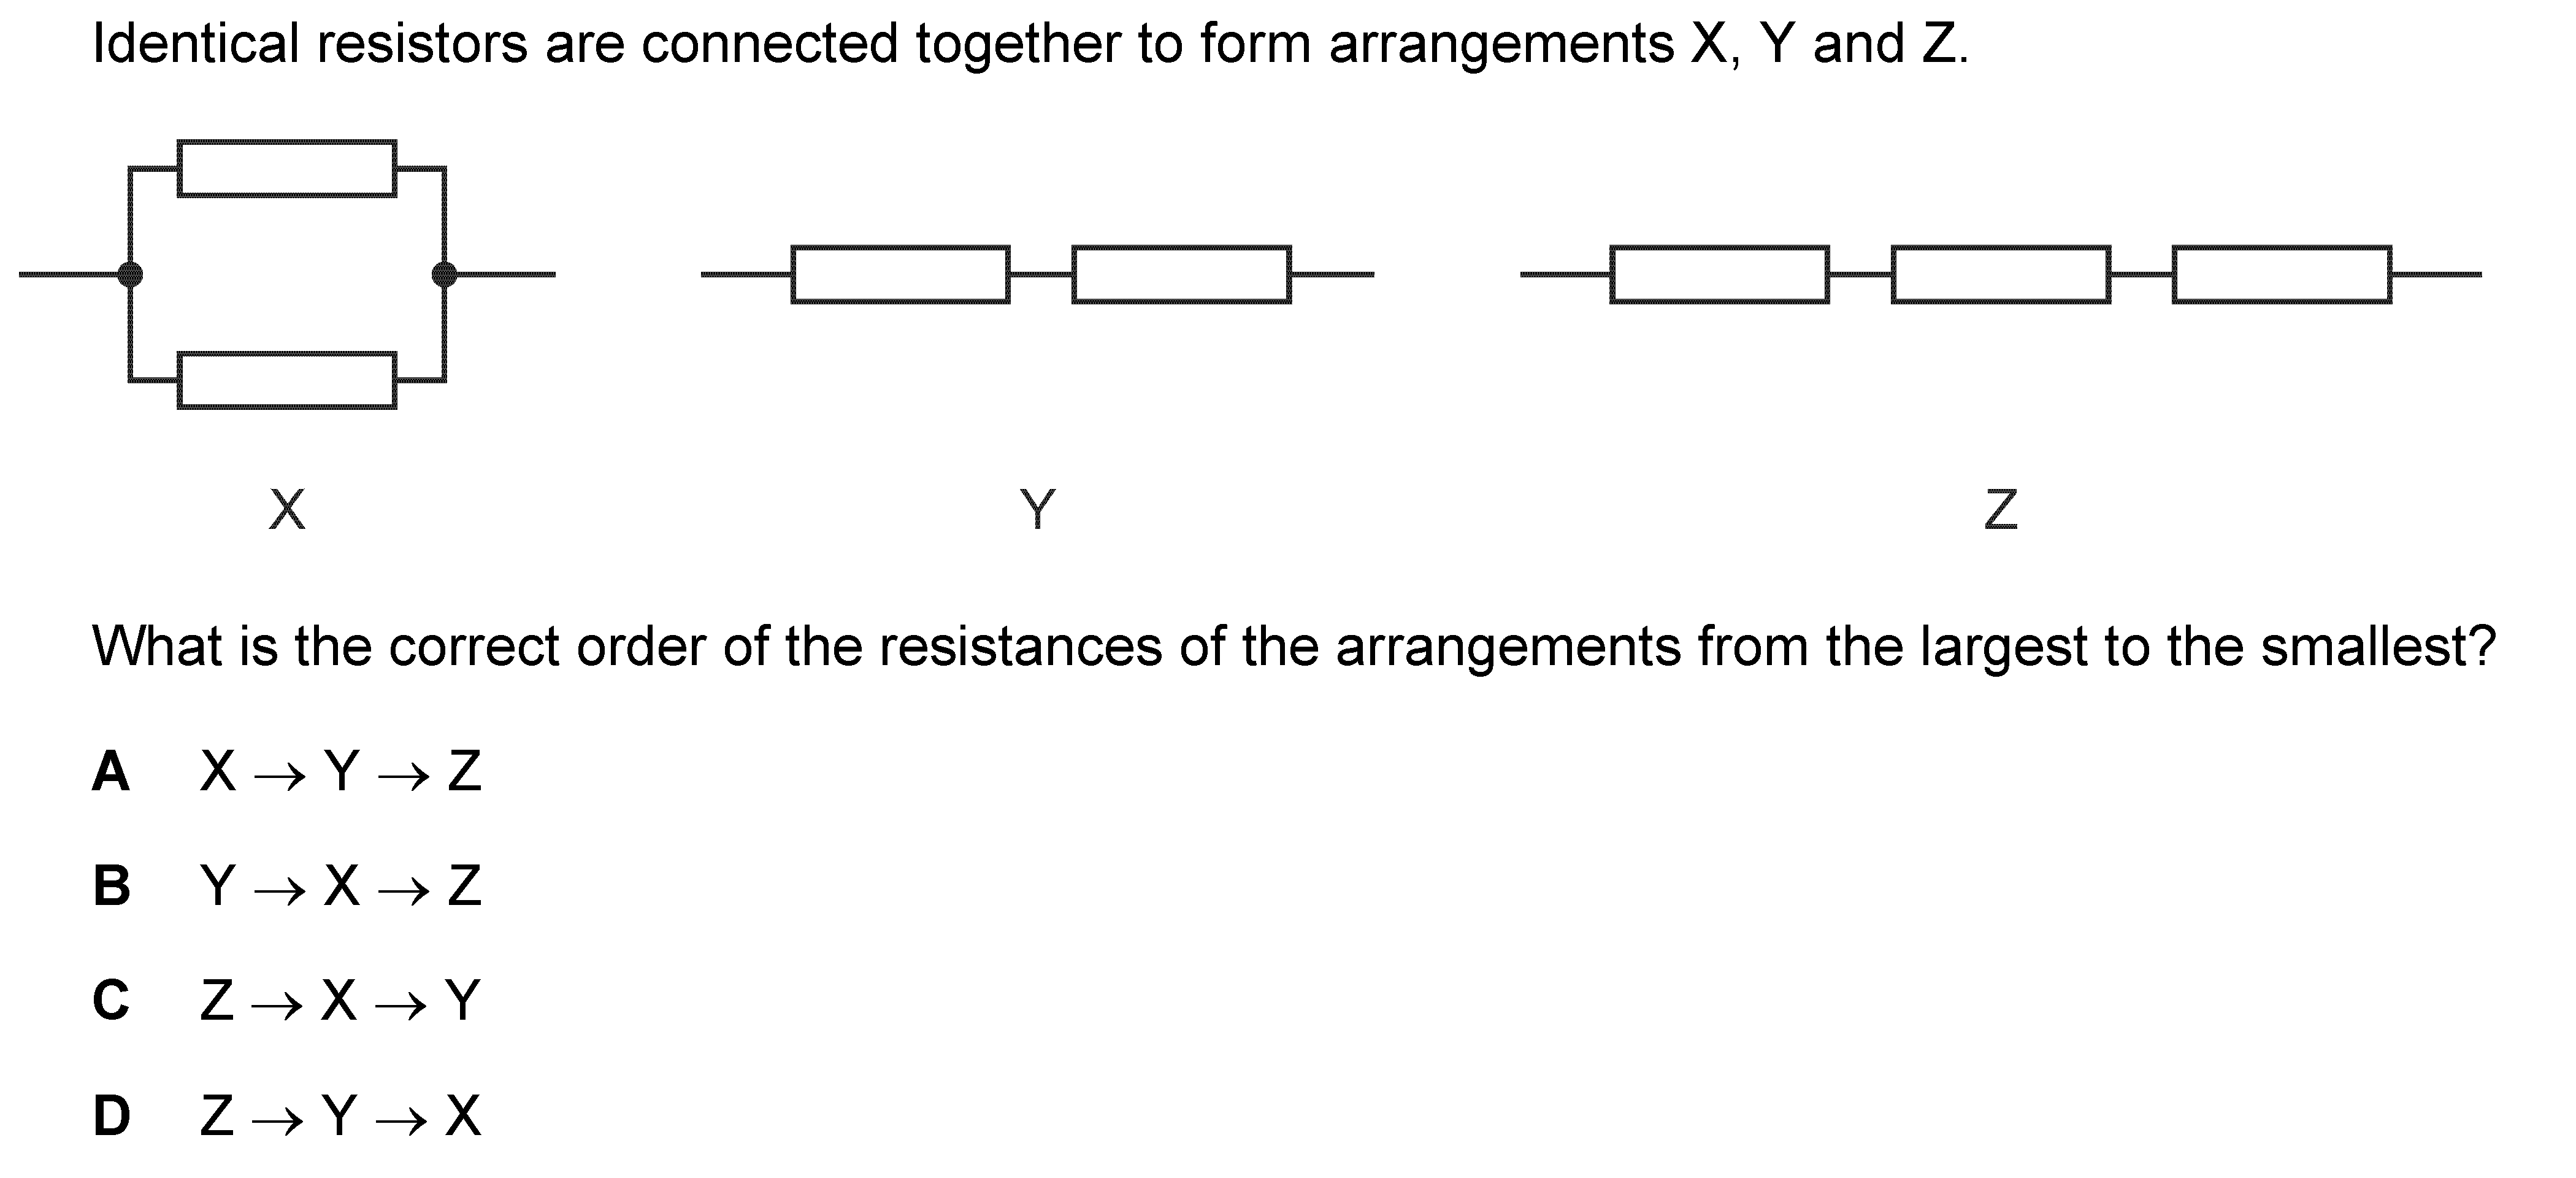 Identical resistors are connected together to form arrangements X, Y and Z.
X Y Z
What is the correct order of the resistances of the arrangements from the largest to the smallest?
A X → Y → Z
B Y → X → Z
C Z → X → Y
D Z → Y → X